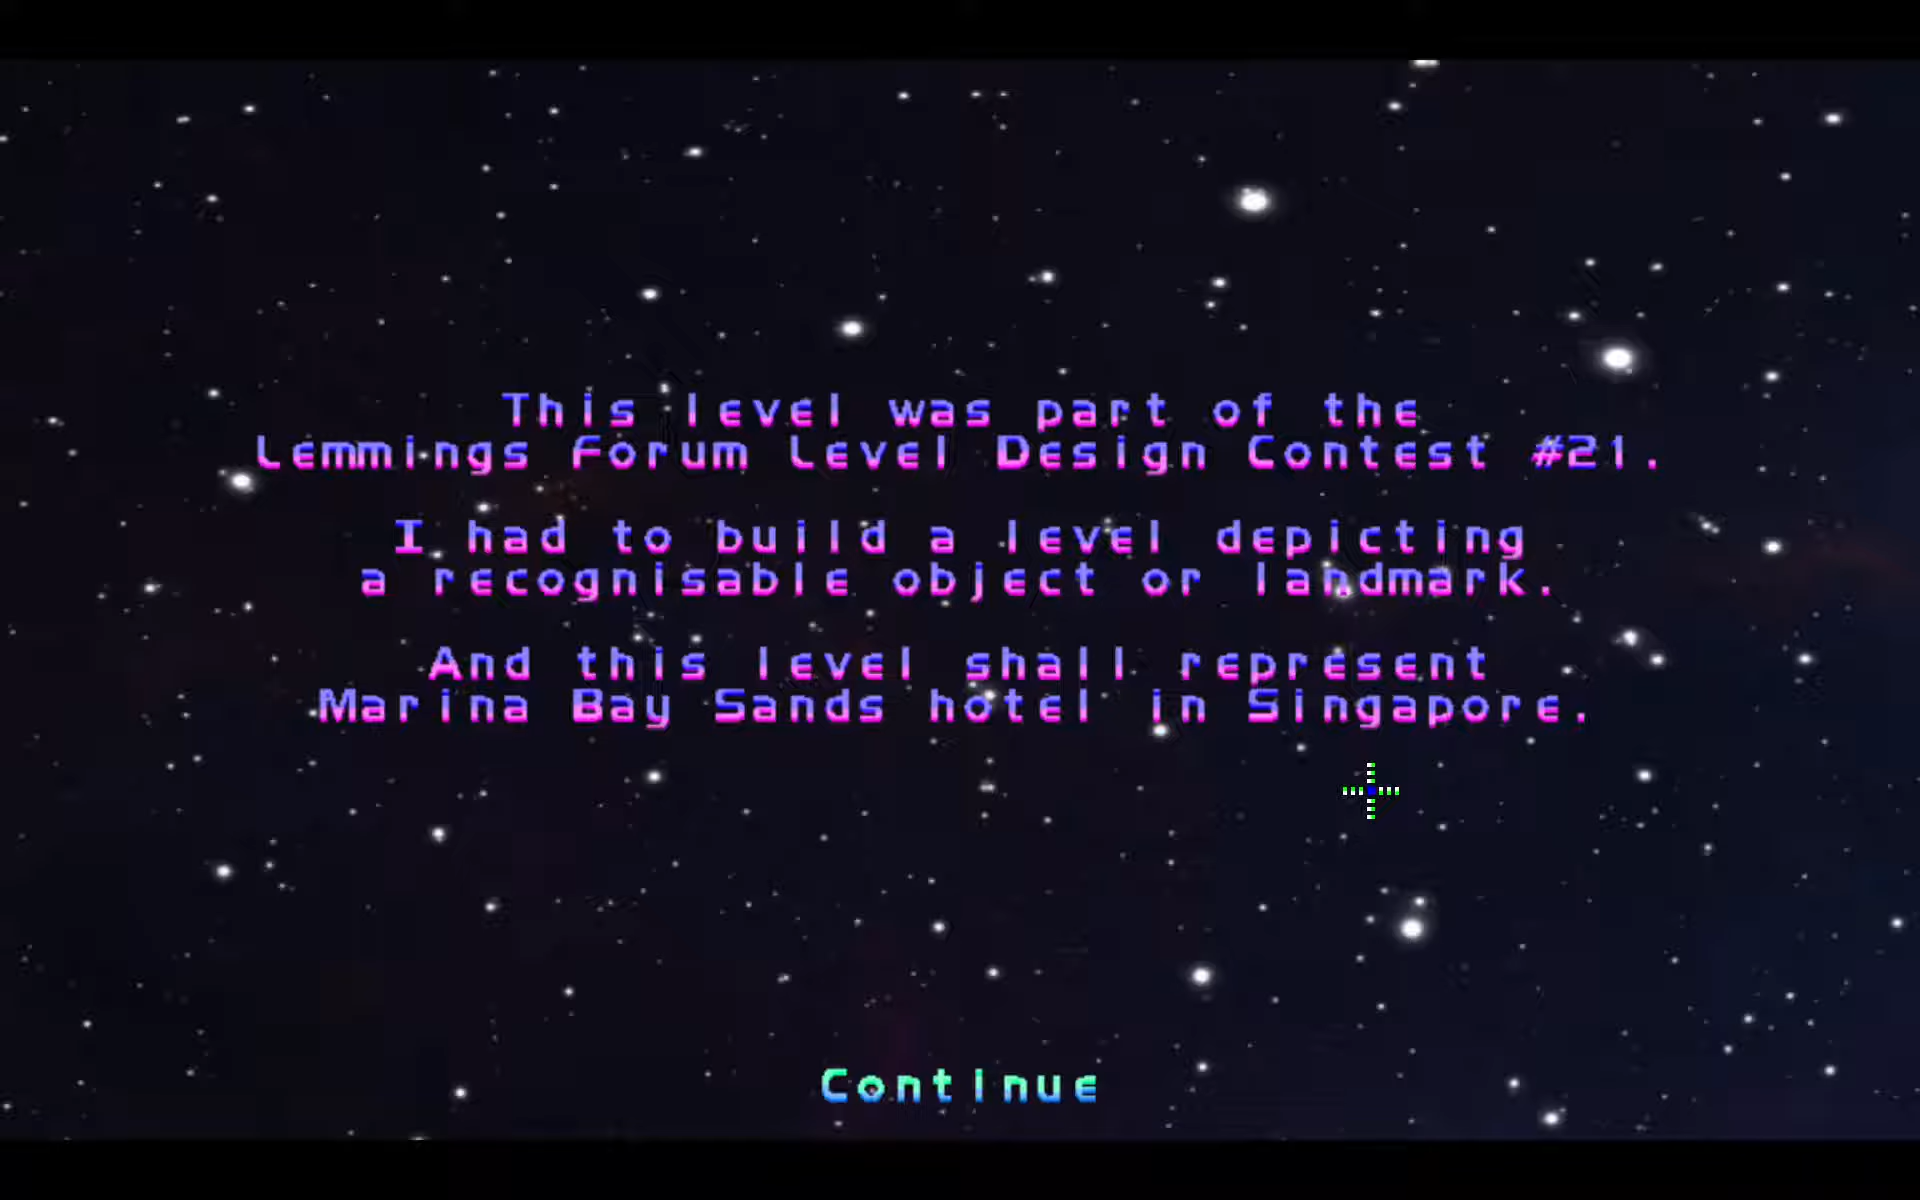 This level was part of the
Lemmings Forum Level Design Contest #21.
I had to build a level depicting
a recognisable object or landmark.
And this level shall represent
Marina Bay Sands hotel in Singapore.
Continue